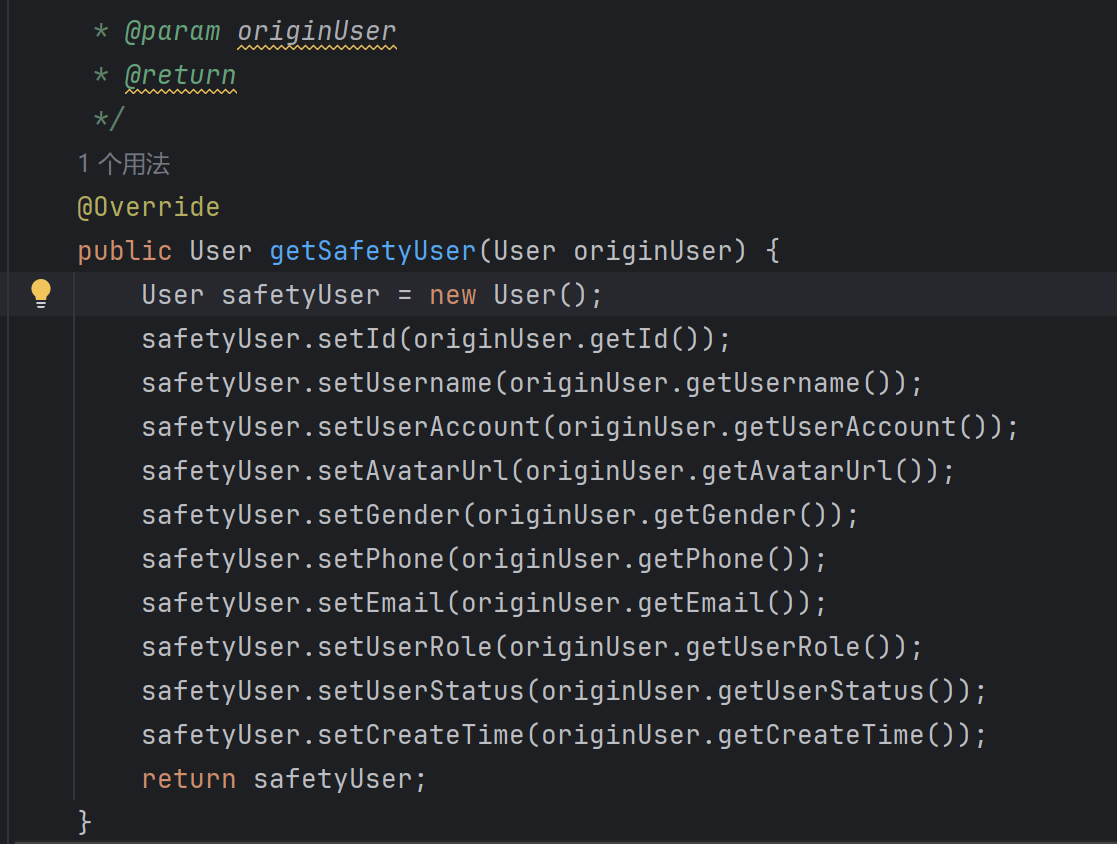 * @param originUser
* @return
*/
1 个用法
@Override
public User getSafetyUser(User originUser) {
User safetyUser = new User();
safetyUser.setId(originUser.getId());
safetyUser.setUsername(originUser.getUsername());
safetyUser.setUserAccount(originUser.getUserAccount());
safetyUser.setAvatarUrl(originUser.getAvatarUrl());
safetyUser.setGender(originUser.getGender());
safetyUser.setPhone(originUser.getPhone());
safetyUser.setEmail(originUser.getEmail());
safetyUser.setUserRole(originUser.getUserRole());
safetyUser.setUserStatus(originUser.getUserStatus());
safetyUser.setCreateTime(originUser.getCreateTime());
return safetyUser;
}